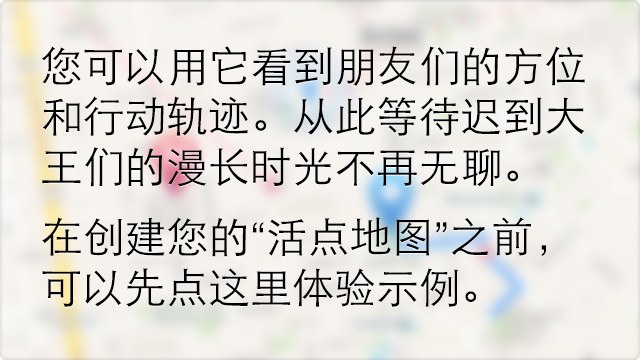 您可以用它看到朋友们的方位
和行动轨迹。从此等待迟到大
王们的漫长时光不再无聊。
在创建您的“活点地图”之前，
可以先点这里体验示例。